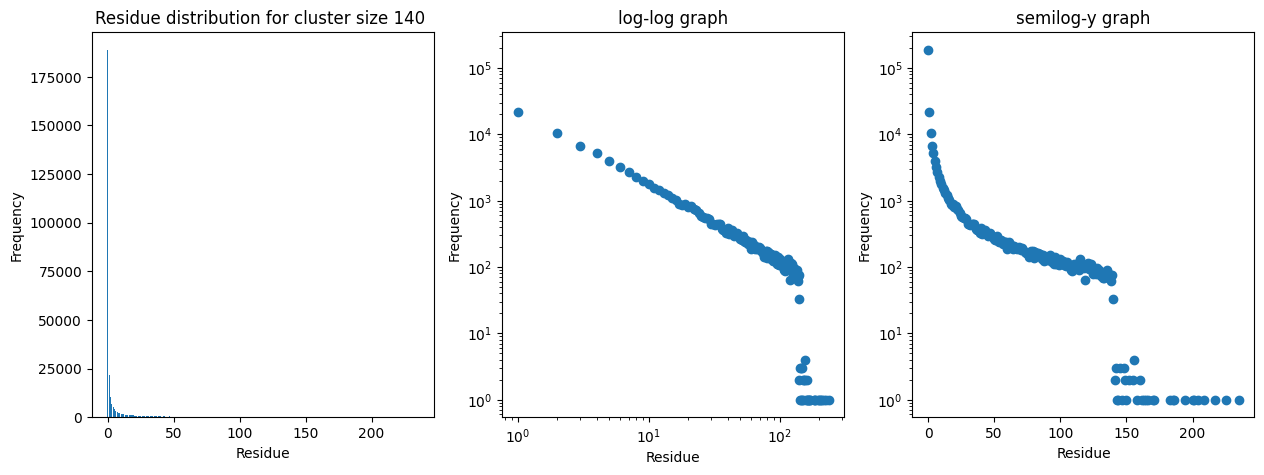 Residue distribution for cluster size 140
175000
150000
125000
100000
75000
50000
25000
0
Frequency
0 50 100 150 200
Residue
log-log graph
10^5
10^4
10^3
10^2
10^1
10^0
Frequency
10^0 10^1 10^2
Residue
semilog-y graph
10^5
10^4
10^3
10^2
10^1
10^0
Frequency
0 50 100 150 200
Residue